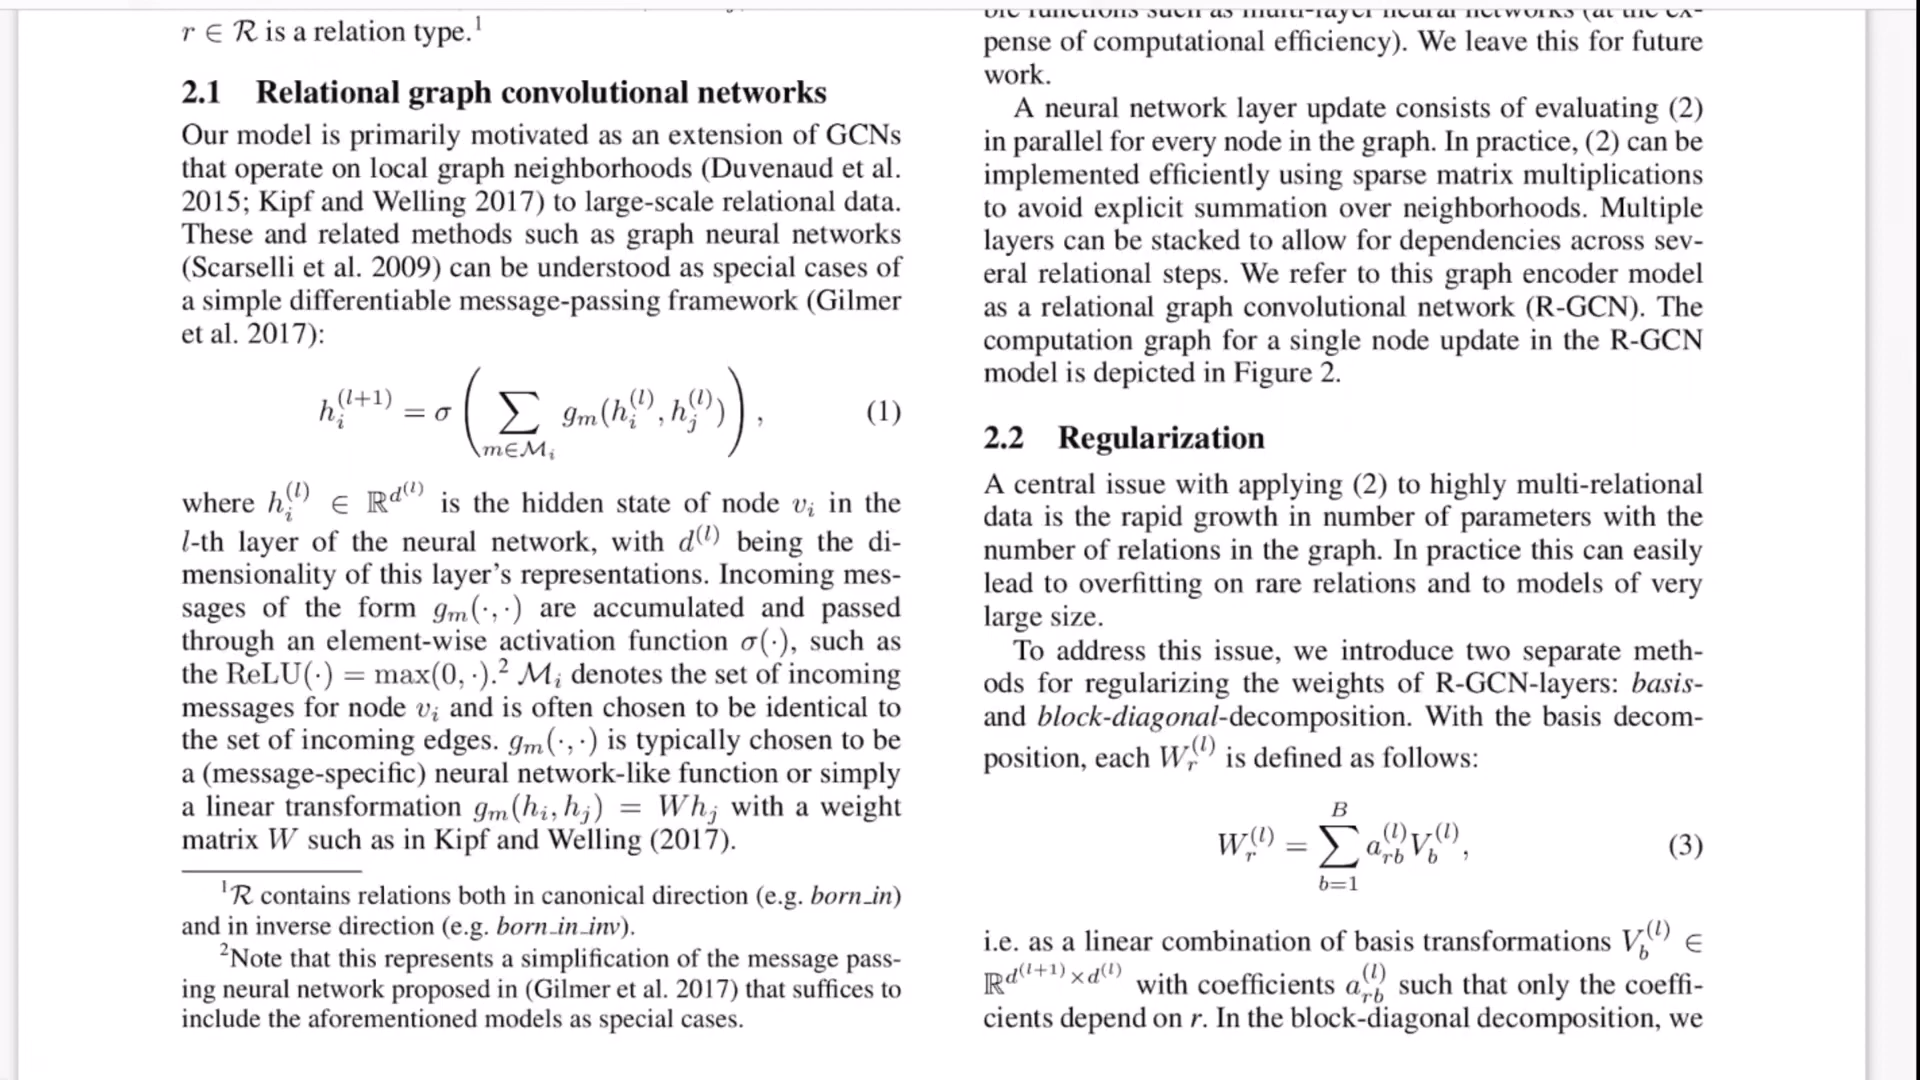 r ∈ R is a relation type.¹
2.1 Relational graph convolutional networks
Our model is primarily motivated as an extension of GCNs
that operate on local graph neighborhoods (Duvenaud et al.
2015; Kipf and Welling 2017) to large-scale relational data.
These and related methods such as graph neural networks
(Scarselli et al. 2009) can be understood as special cases of
a simple differentiable message-passing framework (Gilmer
et al. 2017):
h_i^{(l+1)} = σ ( ∑_{m∈M_i} g_m(h_i^{(l)}, h_j^{(l)}) ), (1)
where h_i^{(l)} ∈ ℝ^{d^{(l)}} is the hidden state of node v_i in the
l-th layer of the neural network, with d^{(l)} being the di-
mensionality of this layer's representations. Incoming mes-
sages of the form g_m(·, ·) are accumulated and passed
through an element-wise activation function σ(·), such as
the ReLU(·) = max(0, ·).² M_i denotes the set of incoming
messages for node v_i and is often chosen to be identical to
the set of incoming edges. g_m(·, ·) is typically chosen to be
a (message-specific) neural network-like function or simply
a linear transformation g_m(h_i, h_j) = Wh_j with a weight
matrix W such as in Kipf and Welling (2017).
¹R contains relations both in canonical direction (e.g. born_in)
and in inverse direction (e.g. born_in_inv).
²Note that this represents a simplification of the message pass-
ing neural network proposed in (Gilmer et al. 2017) that suffices to
include the aforementioned models as special cases.
ble functions such as multi-layer neural networks (at the ex-
pense of computational efficiency). We leave this for future
work.
A neural network layer update consists of evaluating (2)
in parallel for every node in the graph. In practice, (2) can be
implemented efficiently using sparse matrix multiplications
to avoid explicit summation over neighborhoods. Multiple
layers can be stacked to allow for dependencies across sev-
eral relational steps. We refer to this graph encoder model
as a relational graph convolutional network (R-GCN). The
computation graph for a single node update in the R-GCN
model is depicted in Figure 2.
2.2 Regularization
A central issue with applying (2) to highly multi-relational
data is the rapid growth in number of parameters with the
number of relations in the graph. In practice this can easily
lead to overfitting on rare relations and to models of very
large size.
To address this issue, we introduce two separate meth-
ods for regularizing the weights of R-GCN-layers: basis-
and block-diagonal-decomposition. With the basis decom-
position, each W_r^{(l)} is defined as follows:
W_r^{(l)} = ∑_{b=1}^{B} a_{rb}^{(l)} V_b^{(l)}, (3)
i.e. as a linear combination of basis transformations V_b^{(l)} ∈
ℝ^{d^{(l+1)}×d^{(l)}} with coefficients a_{rb}^{(l)} such that only the coeffi-
cients depend on r. In the block-diagonal decomposition, we